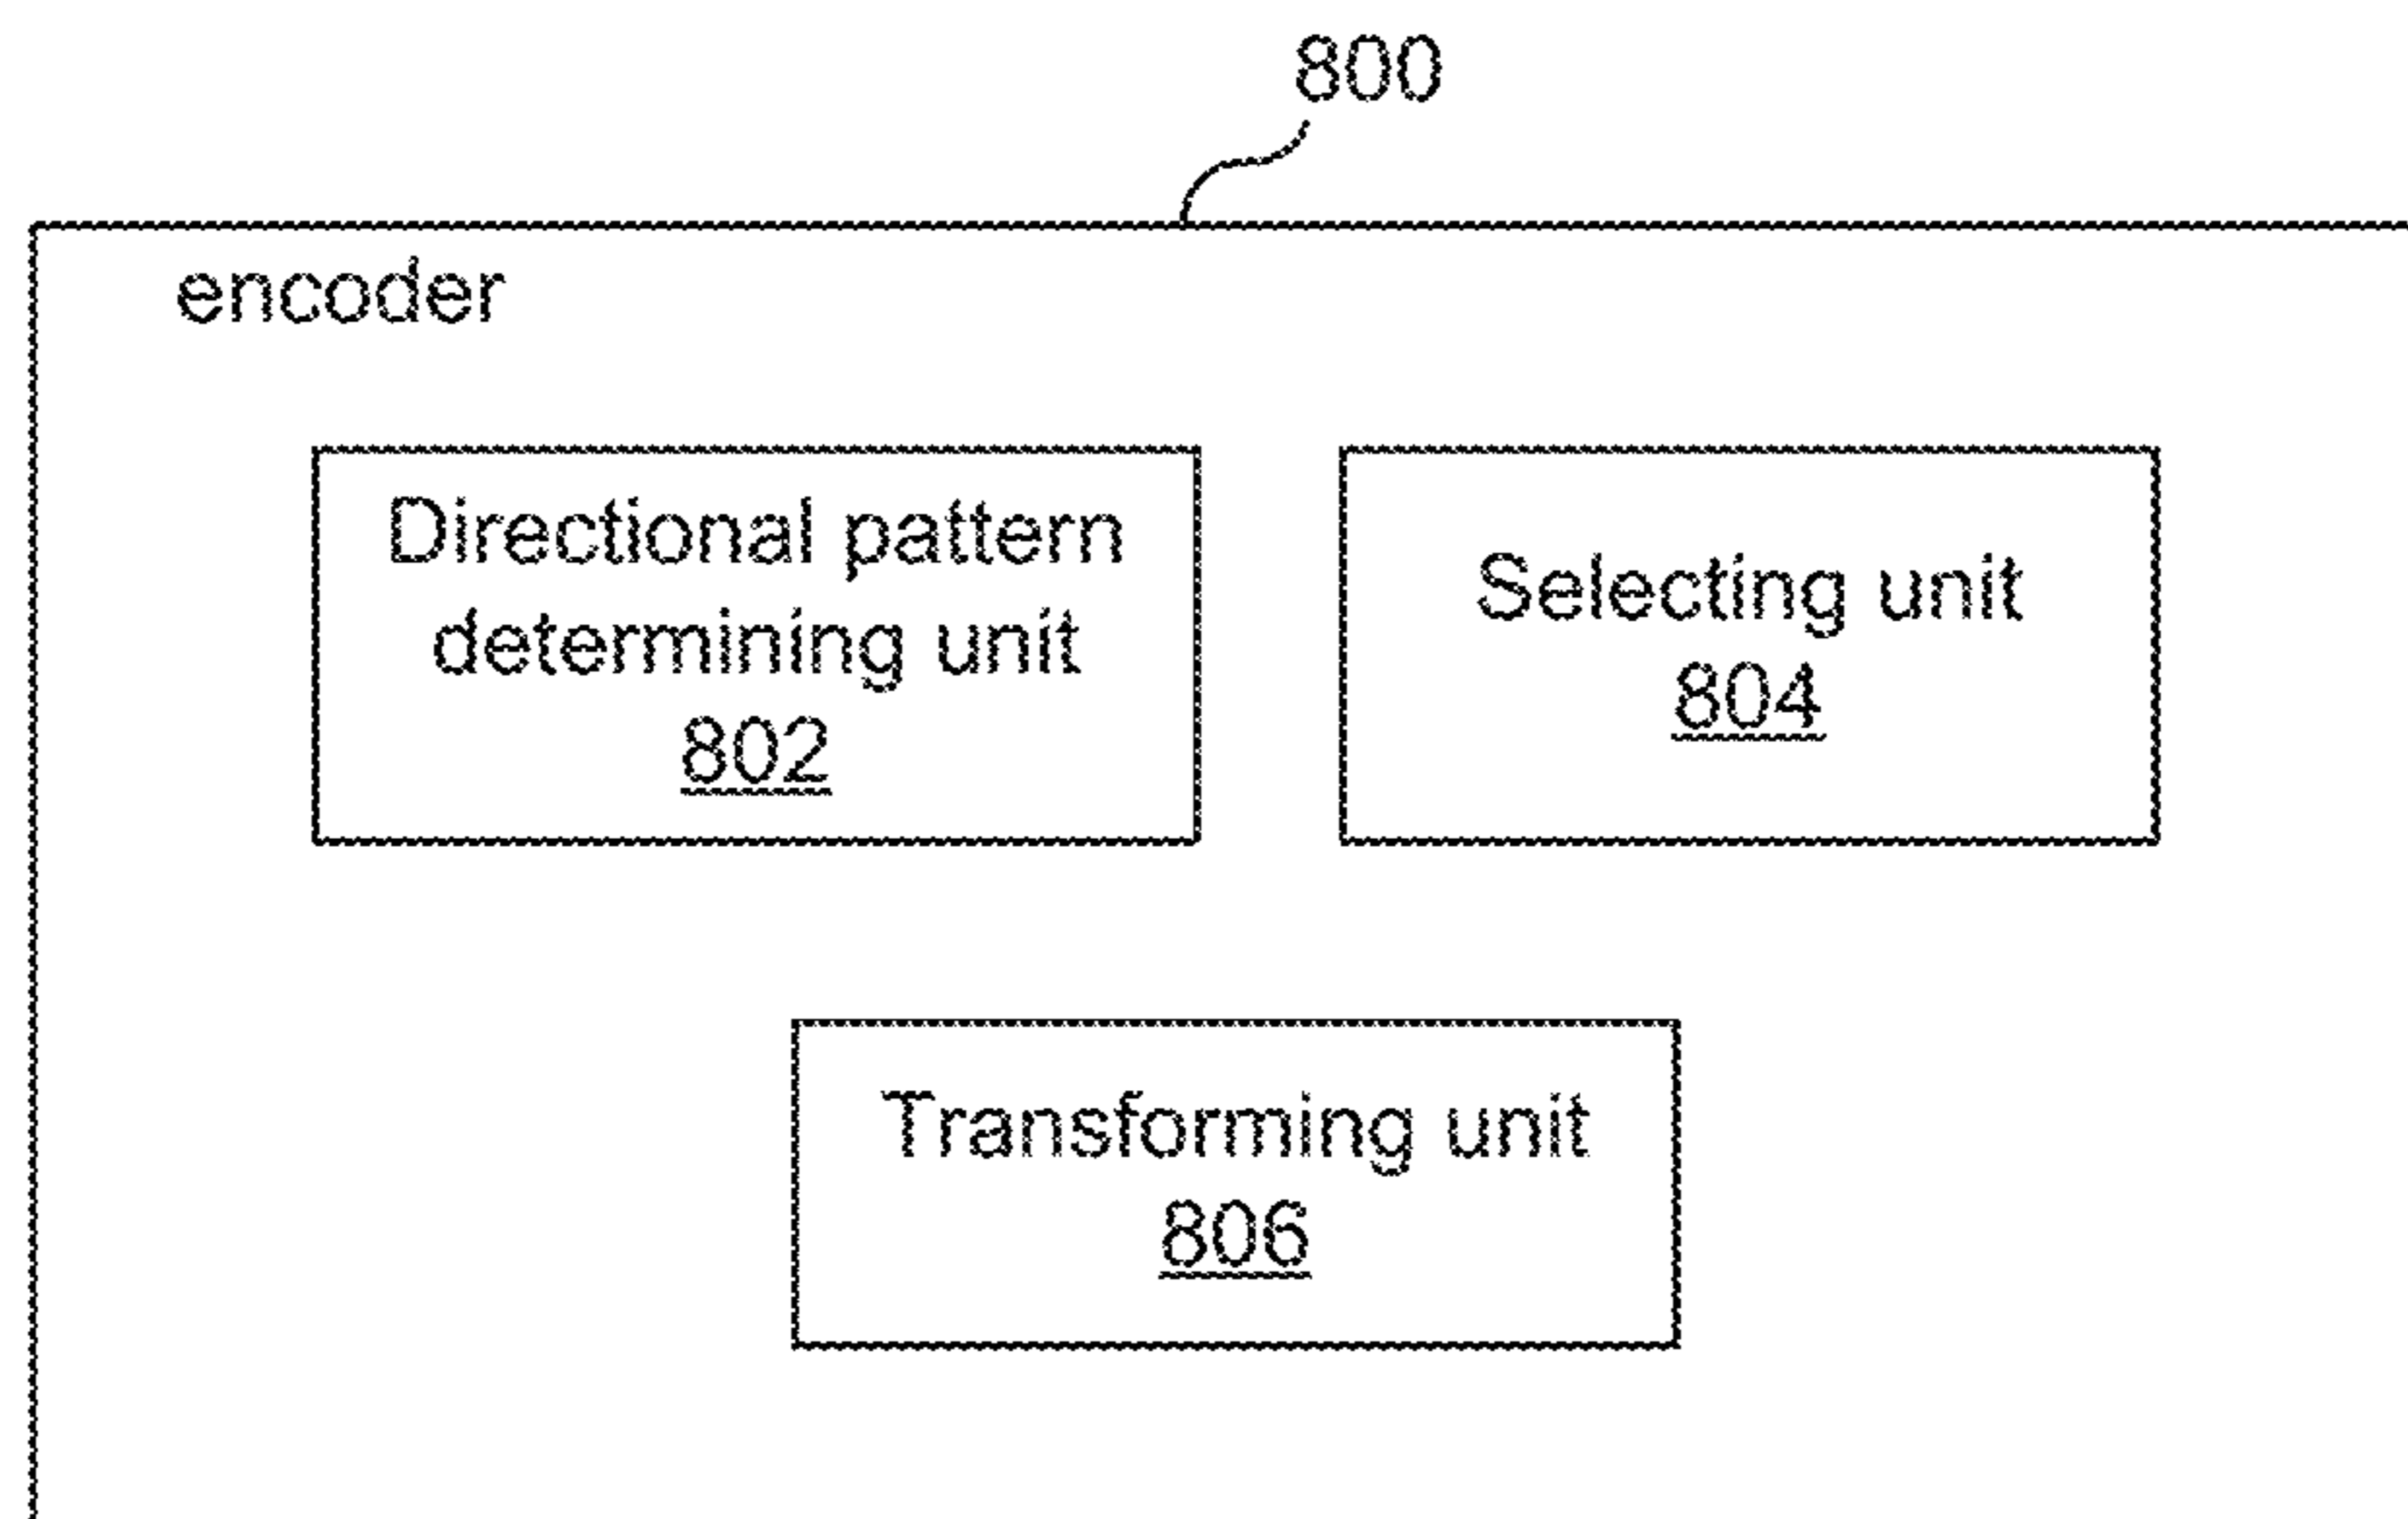 800
encoder
Directional pattern
determining unit
802
Selecting unit
804
Transforming unit
806